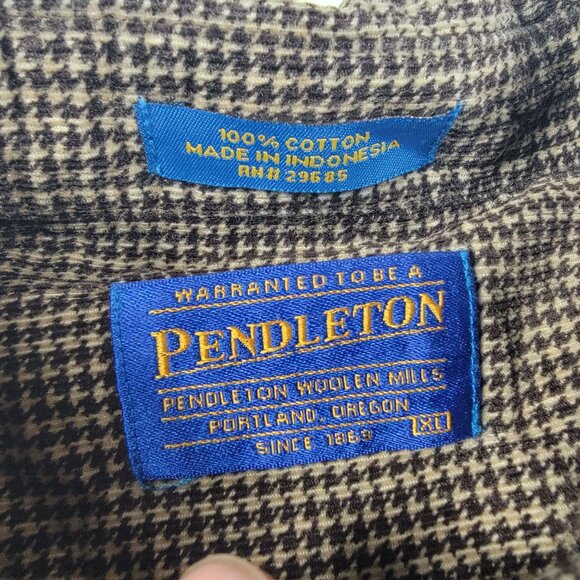 100% COTTON
MADE IN INDONESIA
RN# 29685
WARRANTED TO BE A
PENDLETON
PENDLETON WOOLEN MILLS
PORTLAND, OREGON
SINCE 1863 XL